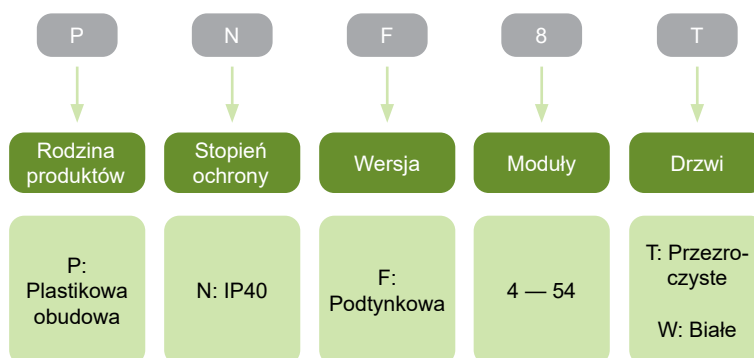 P N F 8 T
Rodzina
produktów
Stopień
ochrony
Wersja
Moduły
Drzwi
P:
Plastikowa
obudowa
N: IP40
F:
Podtynkowa
4 — 54
T: Przezro-
czyste
W: Białe